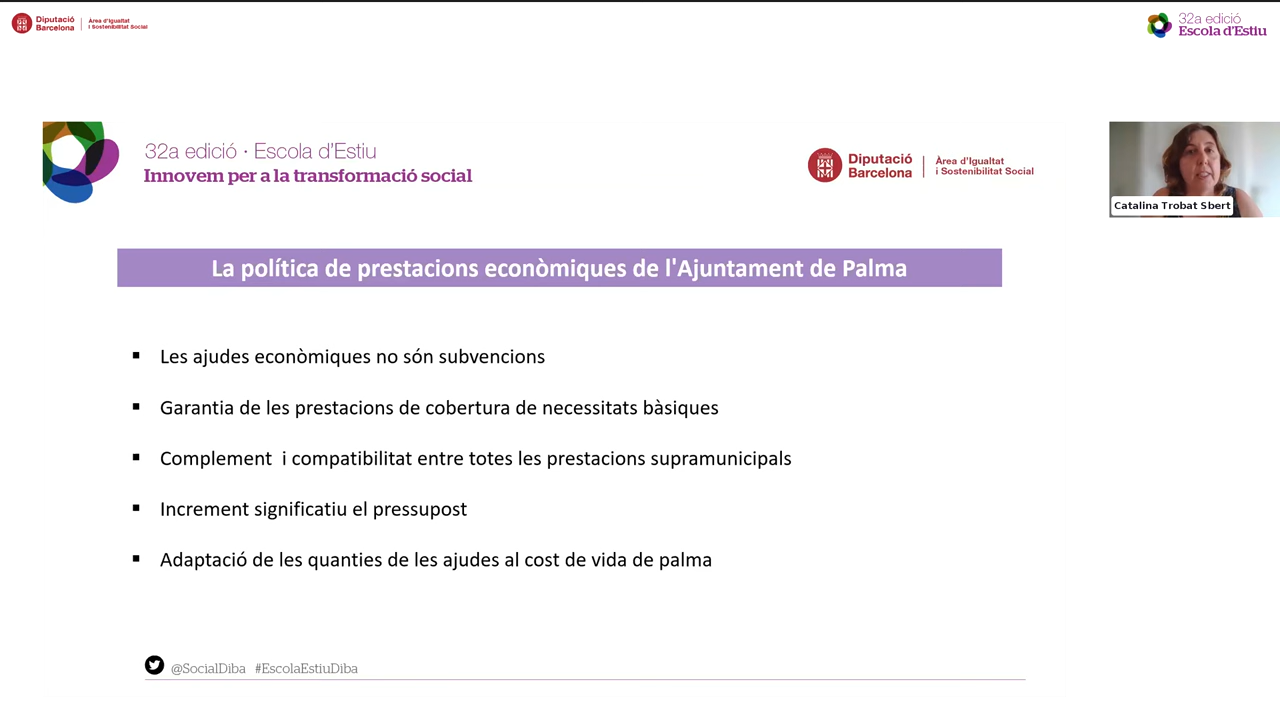 Diputació
Barcelona
Àrea d'Igualtat
i Sostenibilitat Social
32a edició
Escola d'Estiu
32a edició · Escola d'Estiu
Innovem per a la transformació social
Diputació
Barcelona
Àrea d'Igualtat
i Sostenibilitat Social
Catalina Trobat Sbert
La política de prestacions econòmiques de l'Ajuntament de Palma
Les ajudes econòmiques no són subvencions
Garantia de les prestacions de cobertura de necessitats bàsiques
Complement  i compatibilitat entre totes les prestacions supramunicipals
Increment significatiu el pressupost
Adaptació de les quanties de les ajudes al cost de vida de palma
@SocialDiba #EscolaEstiuDiba